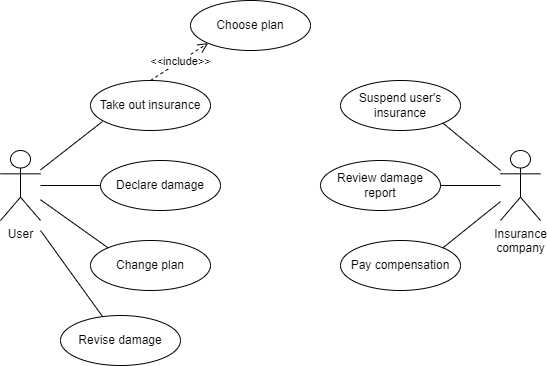 Choose plan
<<include>>
Take out insurance
Suspend user's
insurance
Declare damage
Review damage
report
User
Insurance
company
Change plan
Pay compensation
Revise damage